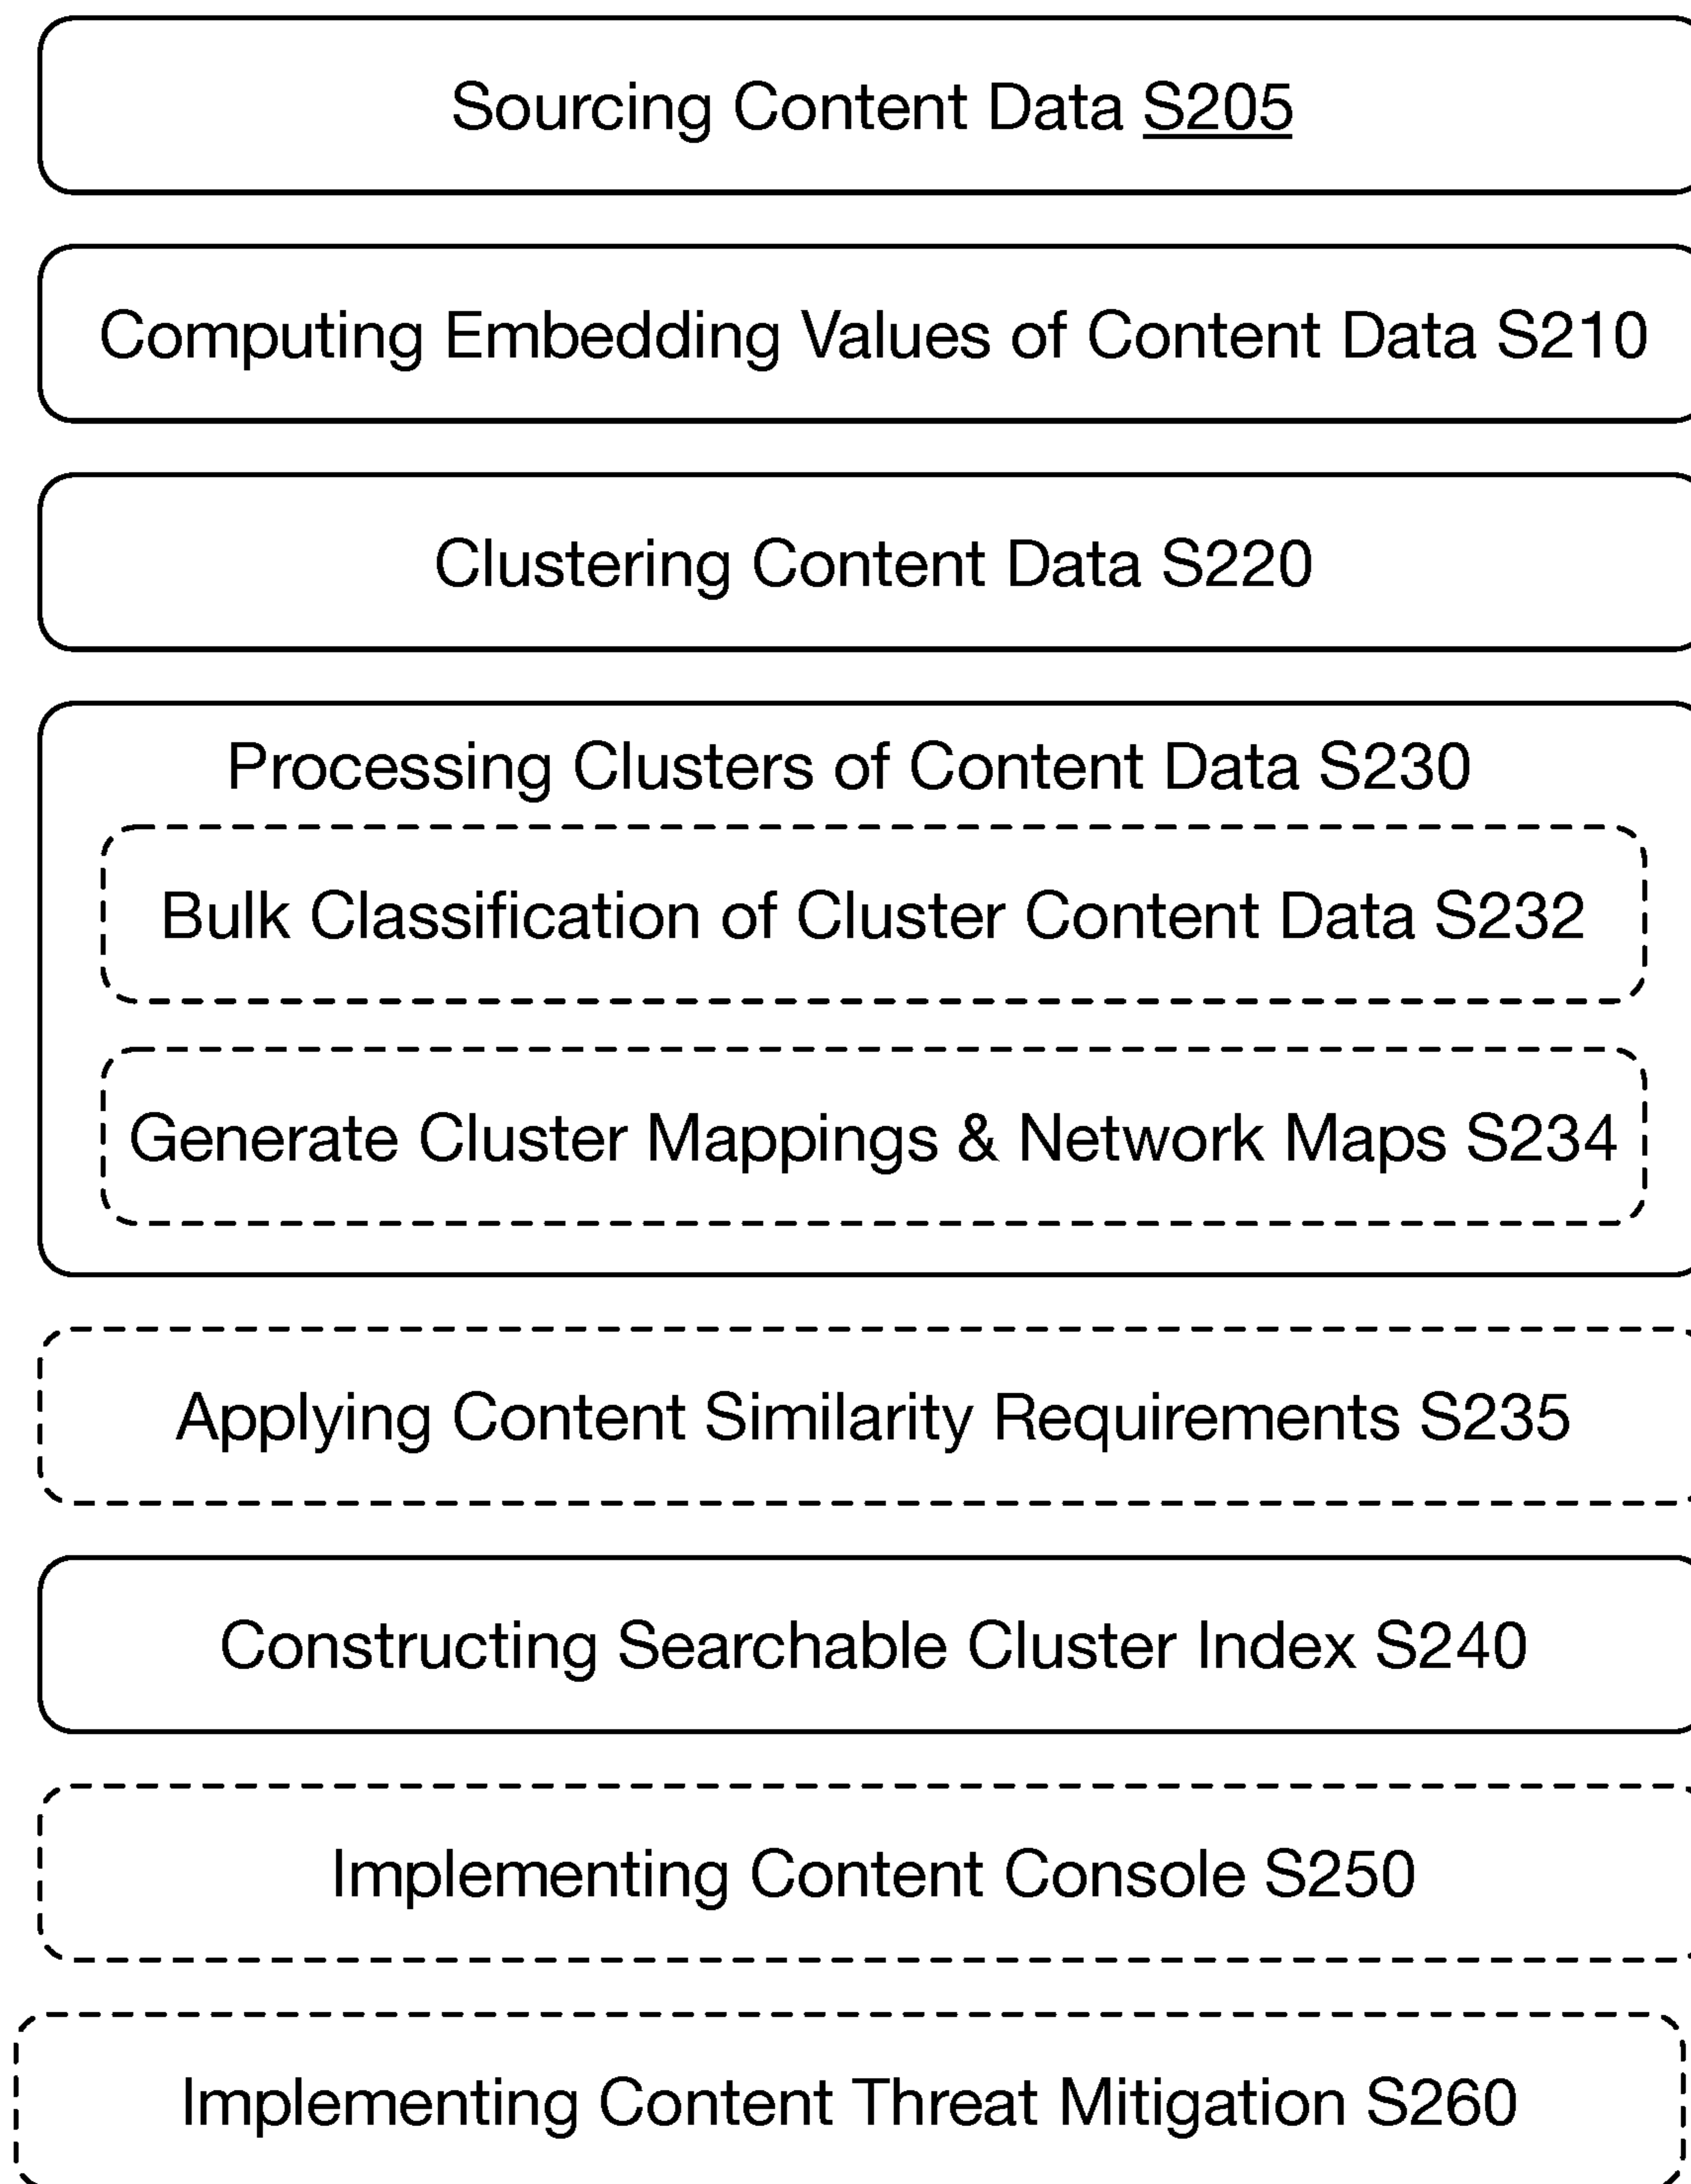 Sourcing Content Data S205
Computing Embedding Values of Content Data S210
Clustering Content Data S220
Processing Clusters of Content Data S230
Bulk Classification of Cluster Content Data S232
Generate Cluster Mappings & Network Maps S234
Applying Content Similarity Requirements S235
Constructing Searchable Cluster Index S240
Implementing Content Console S250
Implementing Content Threat Mitigation S260